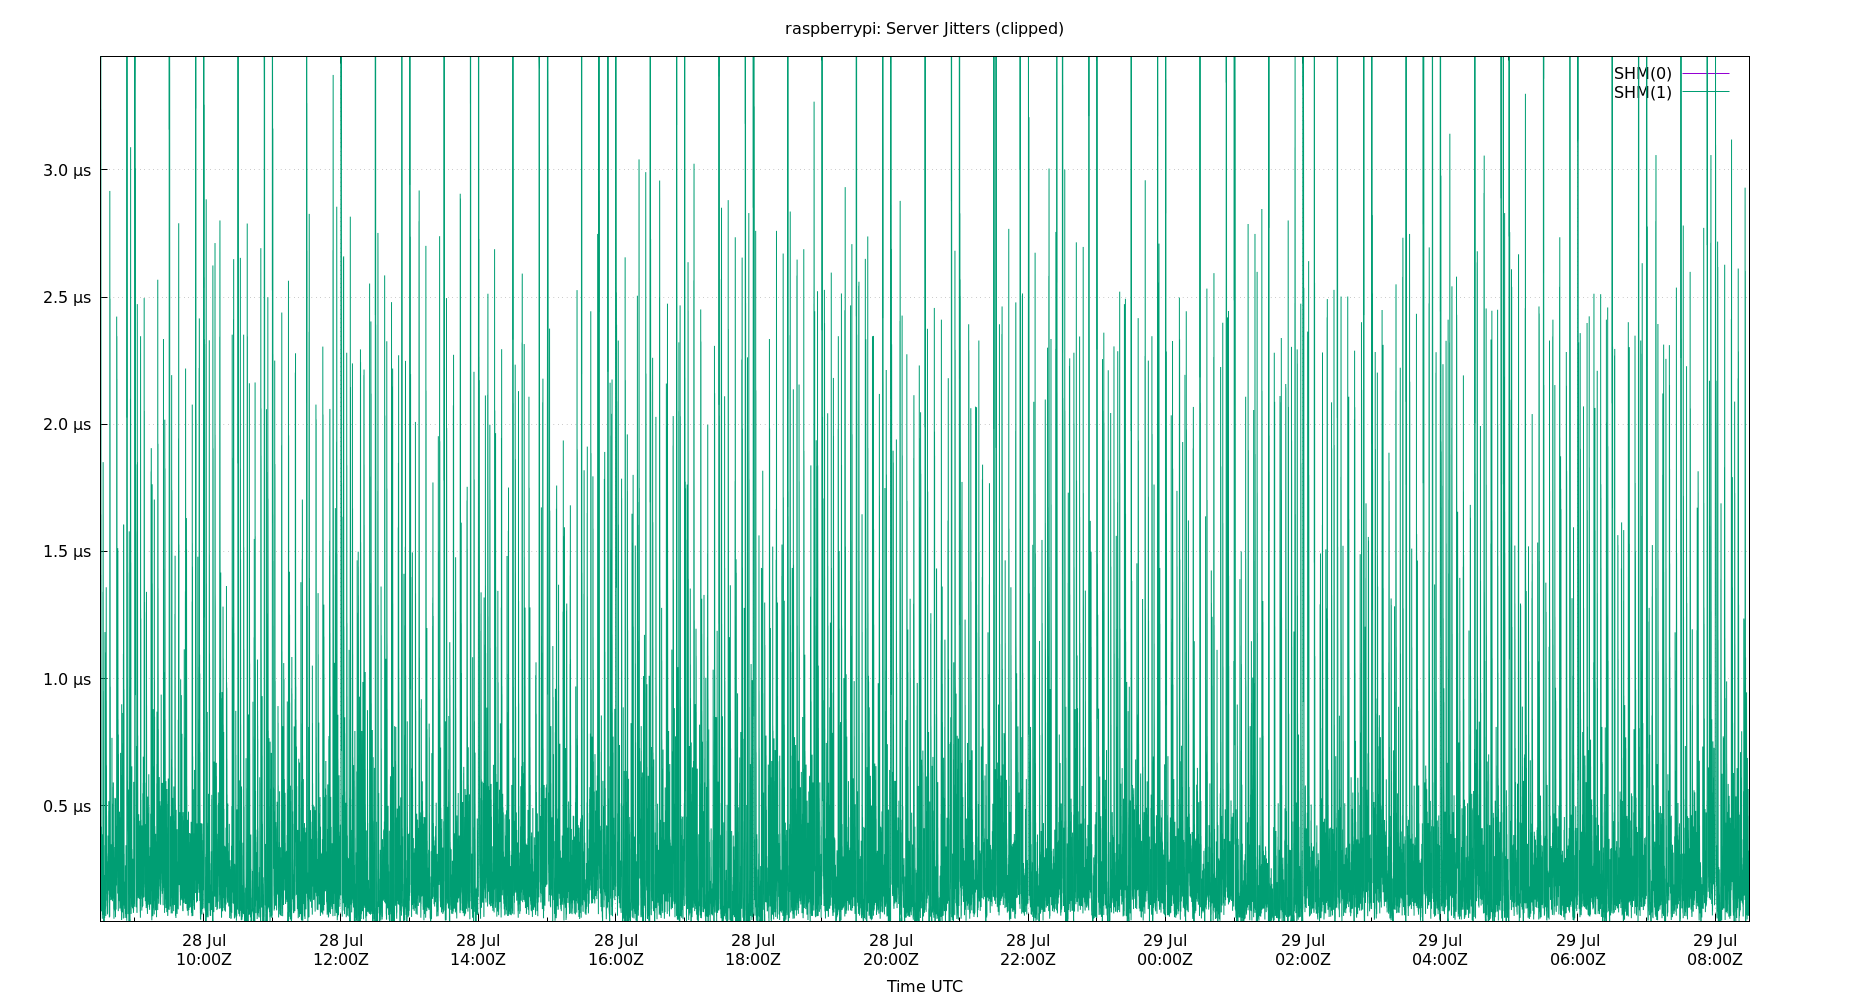 raspberrypi: Server Jitters (clipped)
SHM(0)
SHM(1)
3.0 µs
2.5 µs
2.0 µs
1.5 µs
1.0 µs
0.5 µs
28 Jul 28 Jul 28 Jul 28 Jul 28 Jul 28 Jul 28 Jul 29 Jul 29 Jul 29 Jul 29 Jul 29 Jul
10:00Z 12:00Z 14:00Z 16:00Z 18:00Z 20:00Z 22:00Z 00:00Z 02:00Z 04:00Z 06:00Z 08:00Z
Time UTC